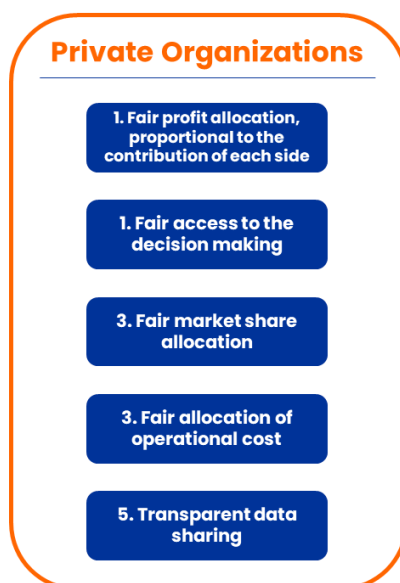 Private Organizations
1. Fair profit allocation,
proportional to the
contribution of each side
1. Fair access to the
decision making
3. Fair market share
allocation
3. Fair allocation of
operational cost
5. Transparent data
sharing